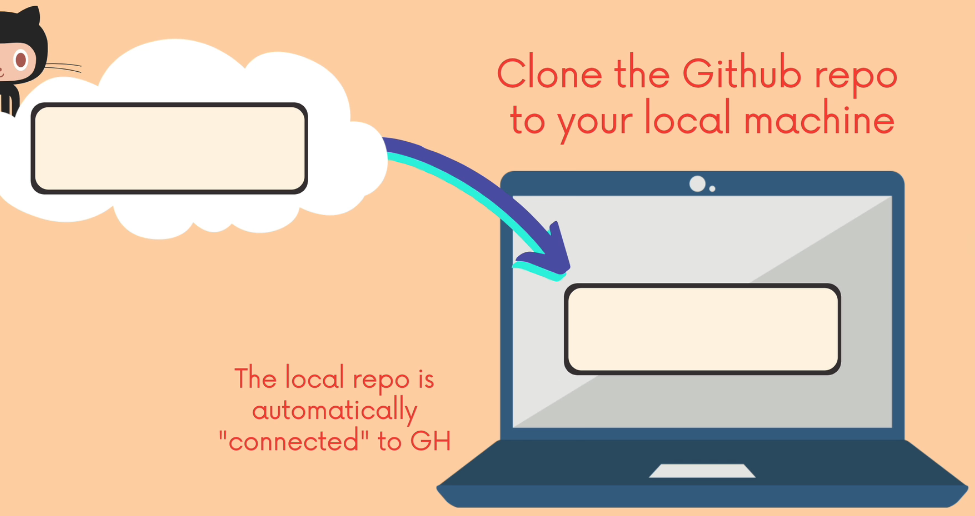 Clone the Github repo
to your local machine
The local repo is
automatically
"connected" to GH